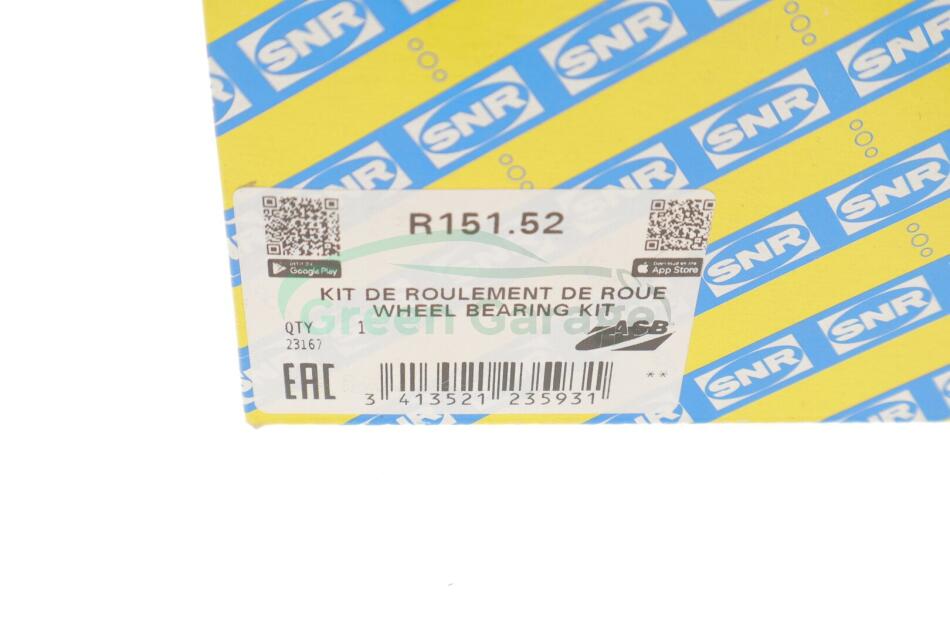 SNR
SNR
SNR
SNR
SNR
SNR
SNR
SNR
SNR
SNR
SNR
R151.52
Google Play
App Store
KIT DE ROULEMENT DE ROUE
WHEEL BEARING KIT
Green Garage
QTY 1
ASB
23167
EAC
**
3 413521 235931